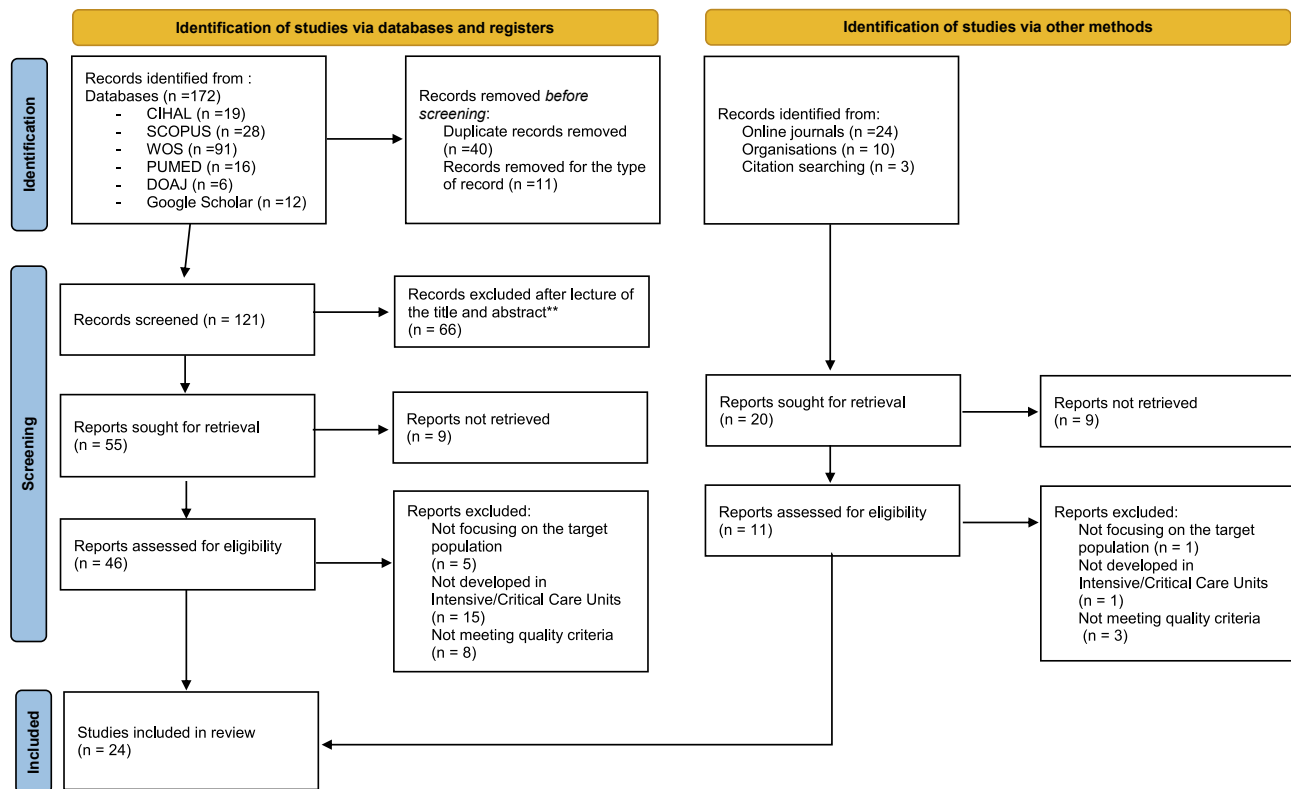 Identification of studies via databases and registers
Identification of studies via other methods
Identification
Records identified from :
Databases (n =172)
- CIHAL (n =19)
- SCOPUS (n =28)
- WOS (n =91)
- PUMED (n =16)
- DOAJ (n =6)
- Google Scholar (n =12)
Records removed before
screening:
Duplicate records removed
(n =40)
Records removed for the type
of record (n =11)
Records identified from:
Online journals (n =24)
Organisations (n = 10)
Citation searching (n = 3)
Screening
Records screened (n = 121)
Records excluded after lecture of
the title and abstract**
(n = 66)
Reports sought for retrieval
(n = 55)
Reports not retrieved
(n = 9)
Reports sought for retrieval
(n = 20)
Reports not retrieved
(n = 9)
Reports assessed for eligibility
(n = 46)
Reports excluded:
Not focusing on the target
population
(n = 5)
Not developed in
Intensive/Critical Care Units
(n = 15)
Not meeting quality criteria
(n = 8)
Reports assessed for eligibility
(n = 11)
Reports excluded:
Not focusing on the target
population (n = 1)
Not developed in
Intensive/Critical Care Units
(n = 1)
Not meeting quality criteria
(n = 3)
Included
Studies included in review
(n = 24)